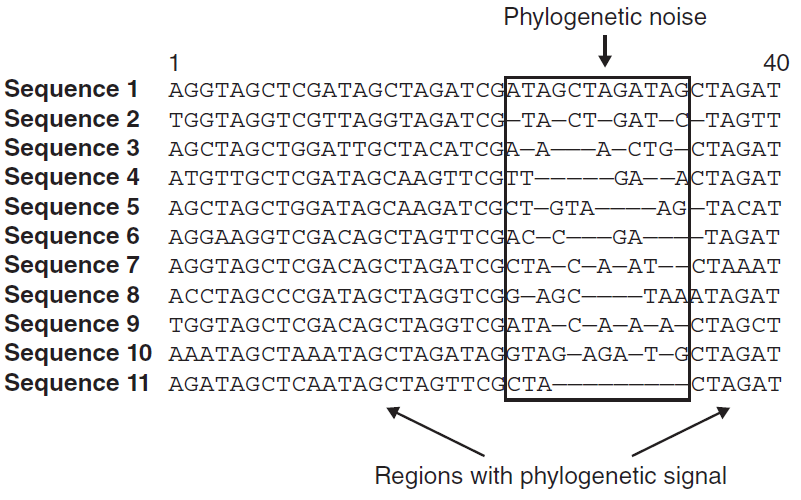 Phylogenetic noise
1 40
Sequence 1 AGGTAGCTCGATAGCTAGATCGATAGCTAGATAGCTAGAT
Sequence 2 TGGTAGGTCGTTAGGTAGATCG—TA—CT—GAT—C—TAGTT
Sequence 3 AGCTAGCTGGATTGCTACATCGA—A———A—CTG—CTAGAT
Sequence 4 ATGTTGCTCGATAGCAAGTTCGTT—————GA——ACTAGAT
Sequence 5 AGCTAGCTGGATAGCAAGATCGCT—GTA————AG—TACAT
Sequence 6 AGGAAGGTCGACAGCTAGTTCGAC—C———GA————TAGAT
Sequence 7 AGGTAGCTCGACAGCTAGATCGCTA—C—A—AT——CTAAAT
Sequence 8 ACCTAGCCCGATAGCTAGGTCGG—AGC————TAAATAGAT
Sequence 9 TGGTAGCTCGACAGCTAGGTCGATA—C—A—A—A—CTAGCT
Sequence 10 AAATAGCTAAATAGCTAGATAGGTAG—AGA—T—GCTAGAT
Sequence 11 AGATAGCTCAATAGCTAGTTCGCTA—————————CTAGAT
Regions with phylogenetic signal